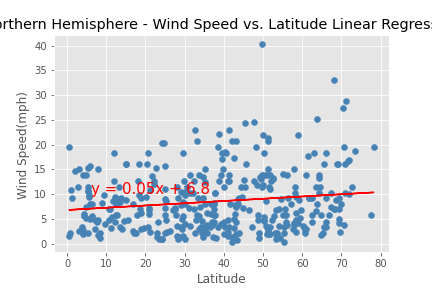 rthern Hemisphere - Wind Speed vs. Latitude Linear Regress
40
35
30
25
20
15
10
5
0
Wind Speed(mph)
y = 0.05x + 6.8
0 10 20 30 40 50 60 70 80
Latitude